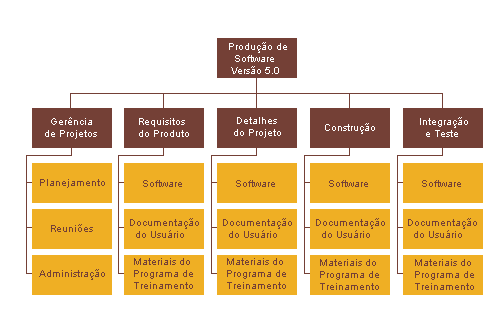 Produção de
Software
Versão 5.0
Gerência
de Projetos
Requisitos
do Produto
Detalhes
do Projeto
Construção
Integração
e Teste
Planejamento
Software
Software
Software
Software
Reuniões
Documentação
do Usuário
Documentação
do Usuário
Documentação
do Usuário
Documentação
do Usuário
Administração
Materiais do
Programa de
Treinamento
Materiais do
Programa de
Treinamento
Materiais do
Programa de
Treinamento
Materiais do
Programa de
Treinamento